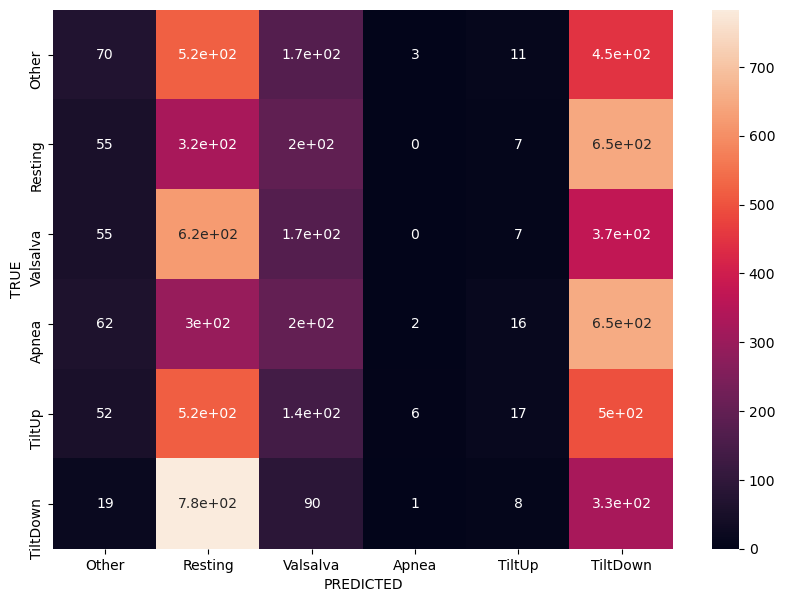 70 5.2e+02 1.7e+02 3 11 4.5e+02
55 3.2e+02 2e+02 0 7 6.5e+02
55 6.2e+02 1.7e+02 0 7 3.7e+02
62 3e+02 2e+02 2 16 6.5e+02
52 5.2e+02 1.4e+02 6 17 5e+02
19 7.8e+02 90 1 8 3.3e+02
Other
Resting
Valsalva
Apnea
TiltUp
TiltDown
TRUE
Other Resting Valsalva Apnea TiltUp TiltDown
PREDICTED
700
600
500
400
300
200
100
0